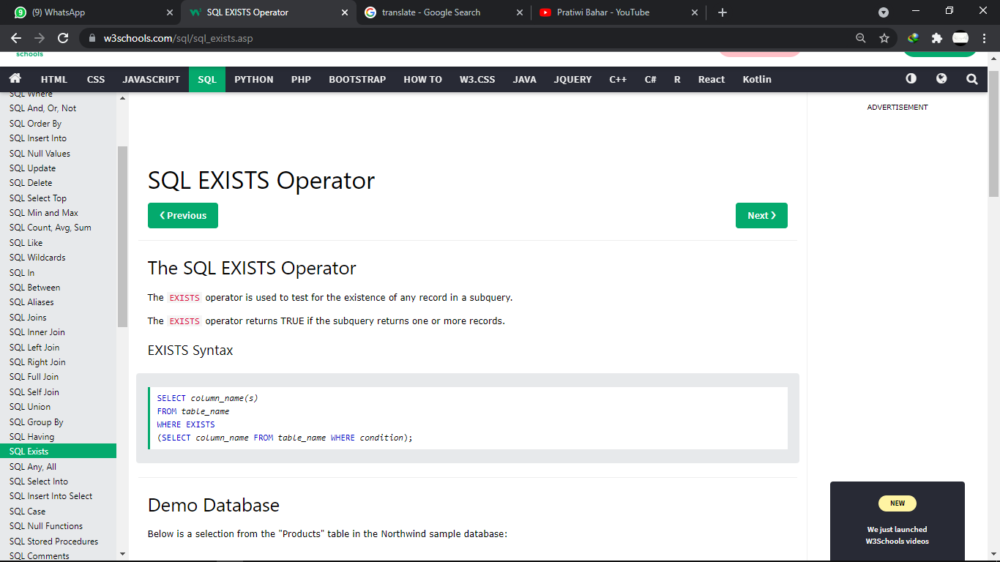 (9) WhatsApp
SQL EXISTS Operator
translate - Google Search
Pratiwi Bahar - YouTube
w3schools.com/sql/sql_exists.asp
schools
HTML CSS JAVASCRIPT SQL PYTHON PHP BOOTSTRAP HOW TO W3.CSS JAVA JQUERY C++ C# R React Kotlin
SQL Where
SQL And, Or, Not
SQL Order By
SQL Insert Into
SQL Null Values
SQL Update
SQL Delete
SQL Select Top
SQL Min and Max
SQL Count, Avg, Sum
SQL Like
SQL Wildcards
SQL In
SQL Between
SQL Aliases
SQL Joins
SQL Inner Join
SQL Left Join
SQL Right Join
SQL Full Join
SQL Self Join
SQL Union
SQL Group By
SQL Having
SQL Exists
SQL Any, All
SQL Select Into
SQL Insert Into Select
SQL Case
SQL Null Functions
SQL Stored Procedures
SQL Comments
SQL EXISTS Operator
❮ Previous
Next ❯
The SQL EXISTS Operator
The EXISTS operator is used to test for the existence of any record in a subquery.
The EXISTS operator returns TRUE if the subquery returns one or more records.
EXISTS Syntax
SELECT column_name(s)
FROM table_name
WHERE EXISTS
(SELECT column_name FROM table_name WHERE condition);
Demo Database
Below is a selection from the "Products" table in the Northwind sample database:
ADVERTISEMENT
NEW
We just launched
W3Schools videos